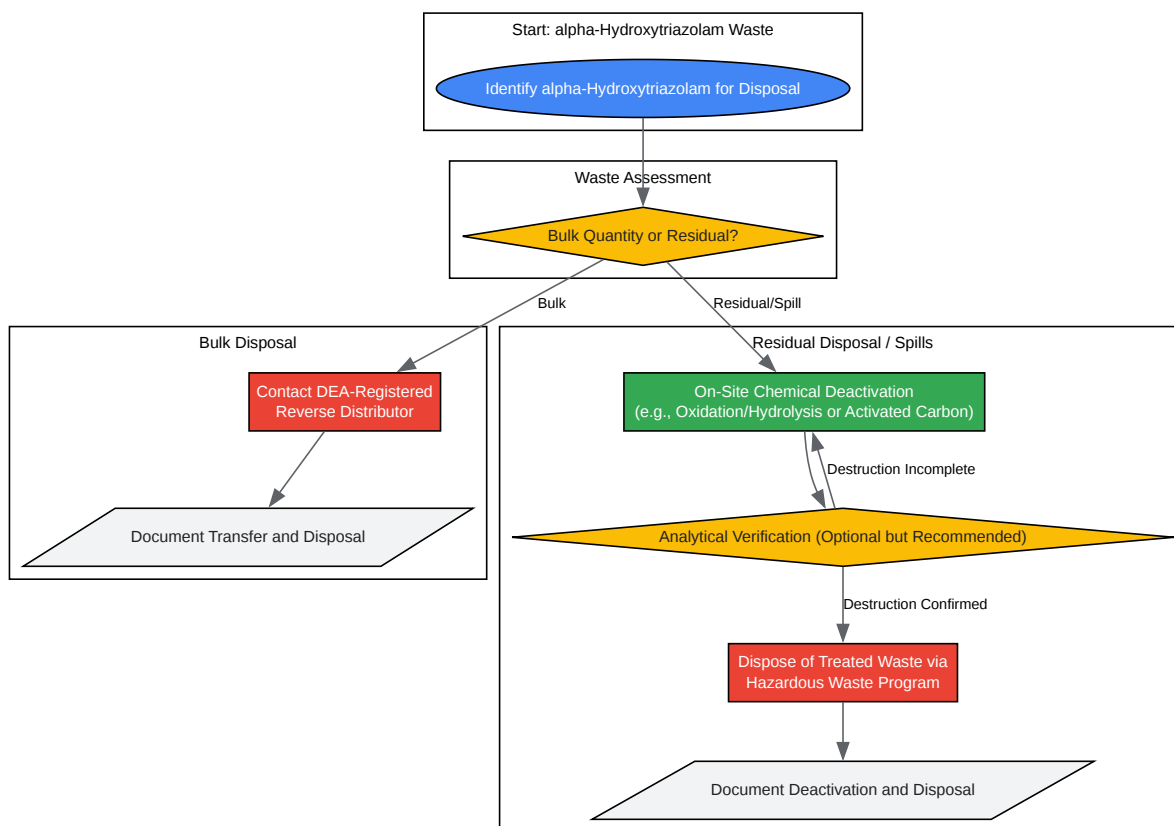 Start: alpha-Hydroxytriazolam Waste
Identify alpha-Hydroxytriazolam for Disposal
Waste Assessment
Bulk Quantity or Residual?
Bulk
Residual/Spill
Bulk Disposal
Contact DEA-Registered
Reverse Distributor
Document Transfer and Disposal
Residual Disposal / Spills
On-Site Chemical Deactivation
(e.g., Oxidation/Hydrolysis or Activated Carbon)
Destruction Incomplete
Analytical Verification (Optional but Recommended)
Destruction Confirmed
Dispose of Treated Waste via
Hazardous Waste Program
Document Deactivation and Disposal